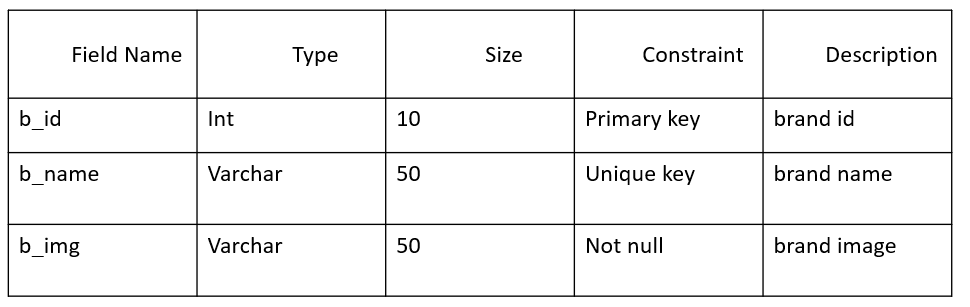 Field Name Type Size Constraint Description
b_id Int 10 Primary key brand id
b_name Varchar 50 Unique key brand name
b_img Varchar 50 Not null brand image